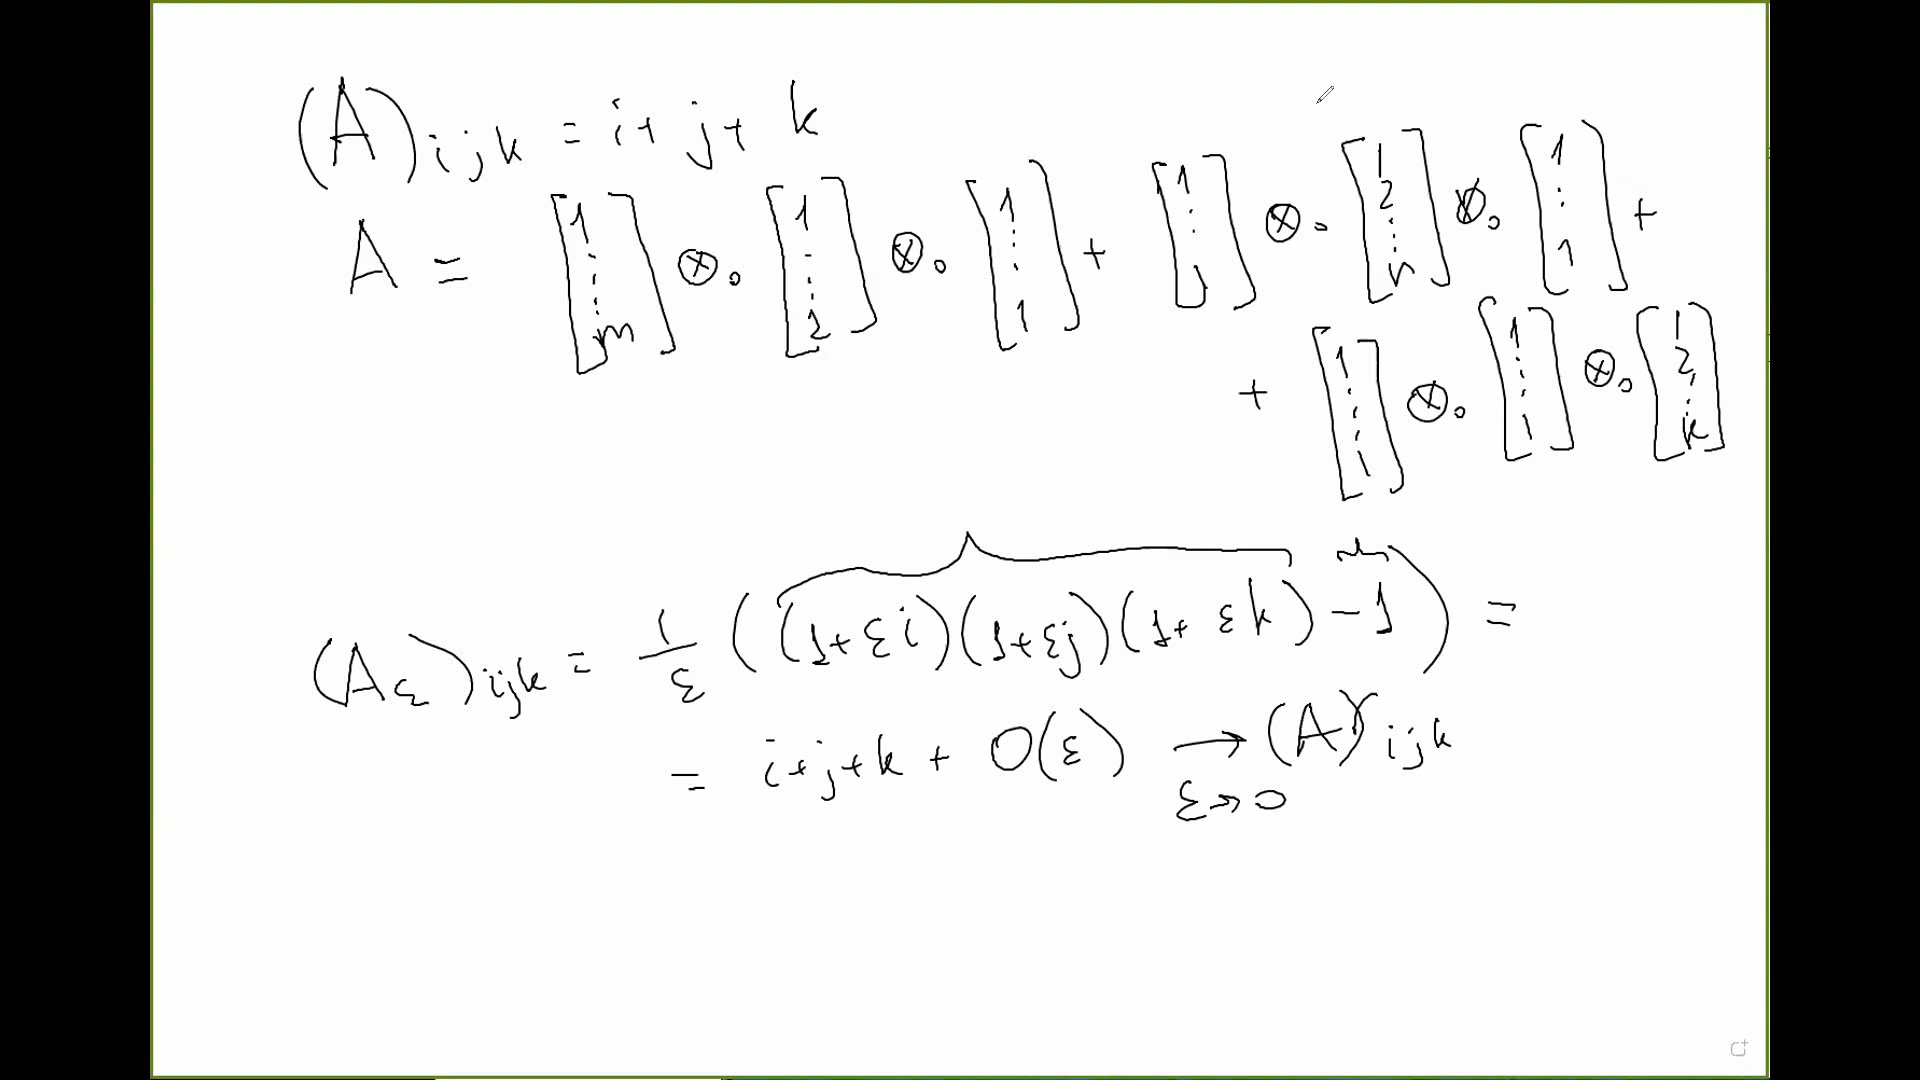 (A)ijk = i + j + k
A = [1 ⋮ m] ⊗∘ [1 ⋮ 1] ⊗∘ [1 ⋮ 1] + [1 ⋮ 1] ⊗∘ [1 2 ⋮ n] ⊗∘ [1 ⋮ 1] +
+ [1 ⋮ 1] ⊗∘ [1 ⋮ 1] ⊗∘ [1 2 ⋮ k]
(A_ε)ijk = 1/ε ((1+εi)(1+εj)(1+εk) − 1) =
= i+j+k + O(ε) → (A)ijk
ε→0